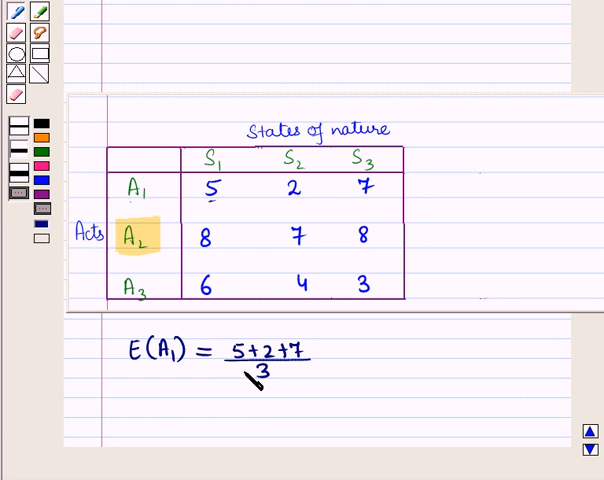 States of nature
S₁ S₂ S₃
A₁ 5 2 7
Acts A₂ 8 7 8
A₃ 6 4 3
E(A₁) = 5+2+7
3